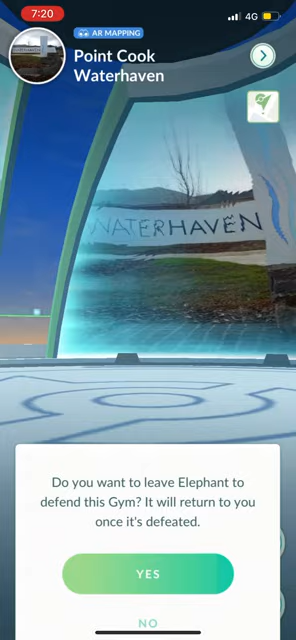 7:20
4G
AR MAPPING
Point Cook
Waterhaven
WATERHAVEN
Do you want to leave Elephant to
defend this Gym? It will return to you
once it's defeated.
YES
NO